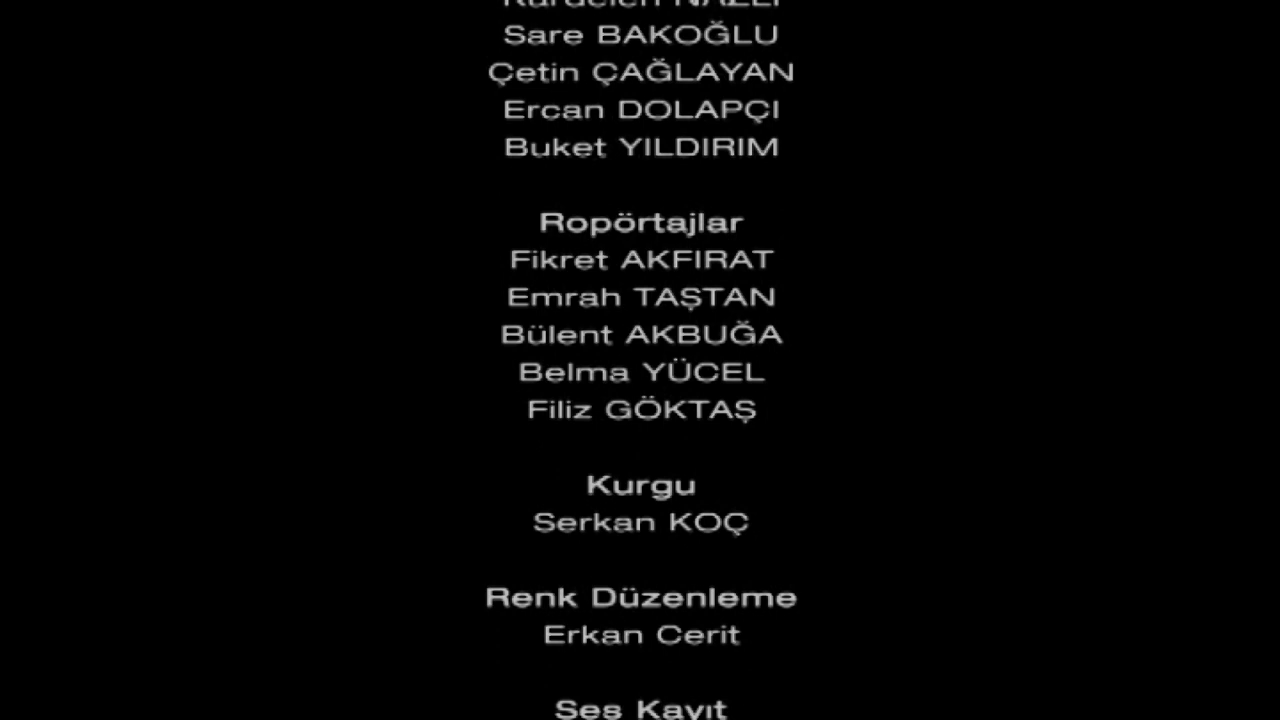 Sare BAKOĞLU
Çetin ÇAĞLAYAN
Ercan DOLAPÇI
Buket YILDIRIM
Ropörtajlar
Fikret AKFIRAT
Emrah TAŞTAN
Bülent AKBUĞA
Belma YÜCEL
Filiz GÖKTAŞ
Kurgu
Serkan KOÇ
Renk Düzenleme
Erkan Cerit
Ses Kayıt